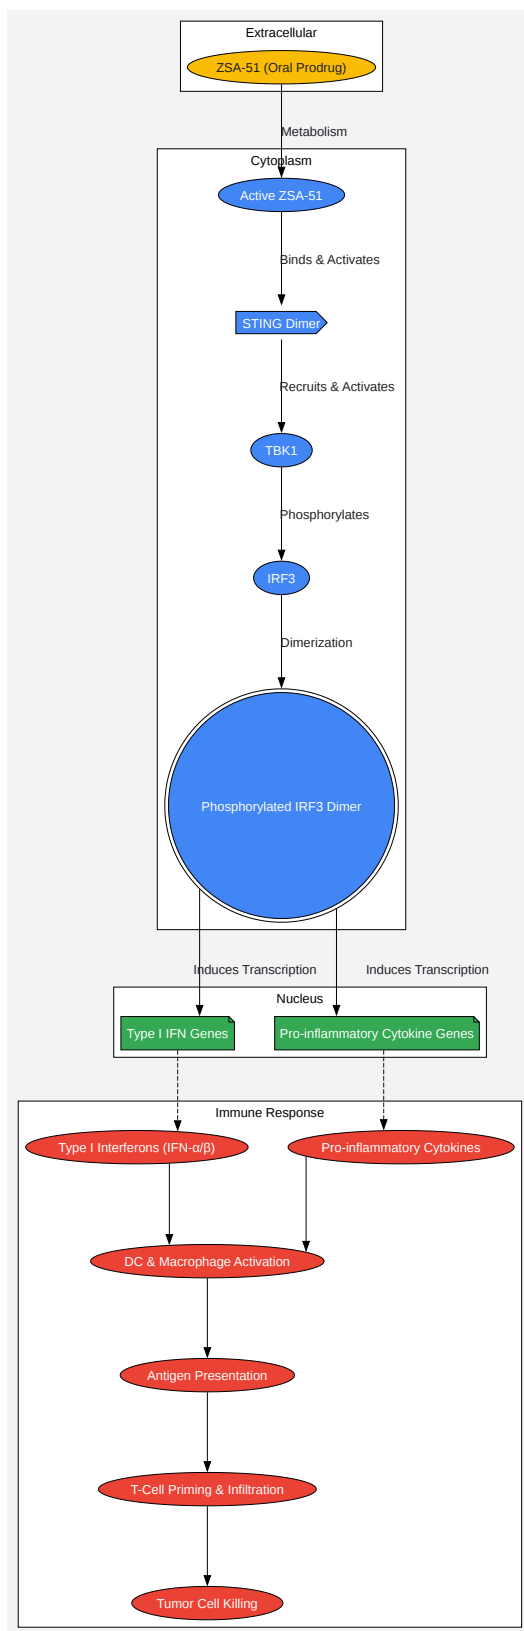 Extracellular
ZSA-51 (Oral Prodrug)
Metabolism
Cytoplasm
Active ZSA-51
Binds & Activates
STING Dimer
Recruits & Activates
TBK1
Phosphorylates
IRF3
Dimerization
Phosphorylated IRF3 Dimer
Induces Transcription
Induces Transcription
Nucleus
Type I IFN Genes
Pro-inflammatory Cytokine Genes
Immune Response
Type I Interferons (IFN-α/β)
Pro-inflammatory Cytokines
DC & Macrophage Activation
Antigen Presentation
T-Cell Priming & Infiltration
Tumor Cell Killing